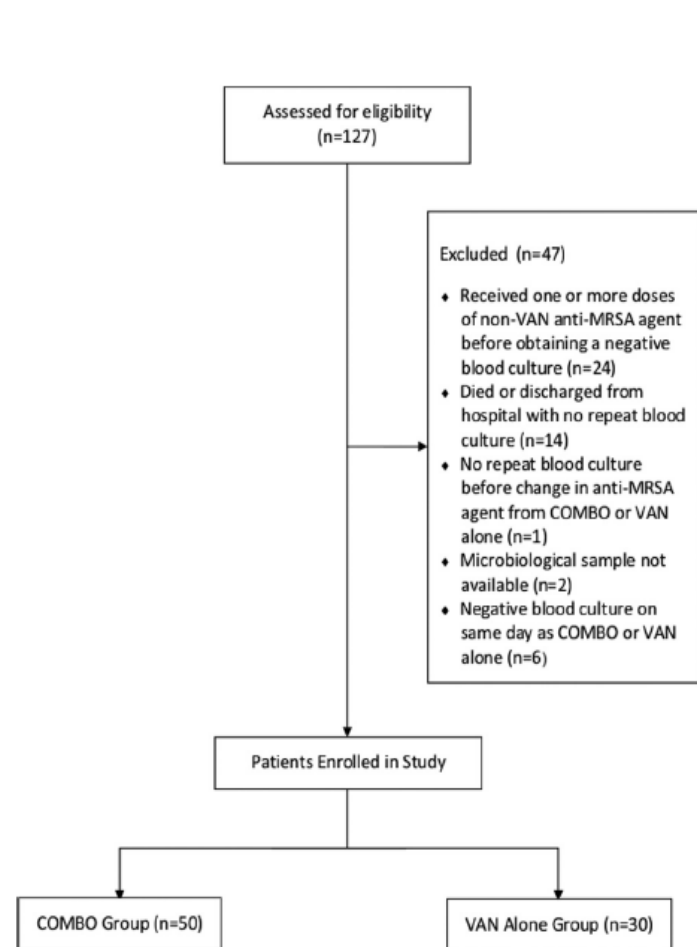 Assessed for eligibility
(n=127)
Excluded (n=47)
♦ Received one or more doses
of non-VAN anti-MRSA agent
before obtaining a negative
blood culture (n=24)
♦ Died or discharged from
hospital with no repeat blood
culture (n=14)
♦ No repeat blood culture
before change in anti-MRSA
agent from COMBO or VAN
alone (n=1)
♦ Microbiological sample not
available (n=2)
♦ Negative blood culture on
same day as COMBO or VAN
alone (n=6)
Patients Enrolled in Study
COMBO Group (n=50)
VAN Alone Group (n=30)